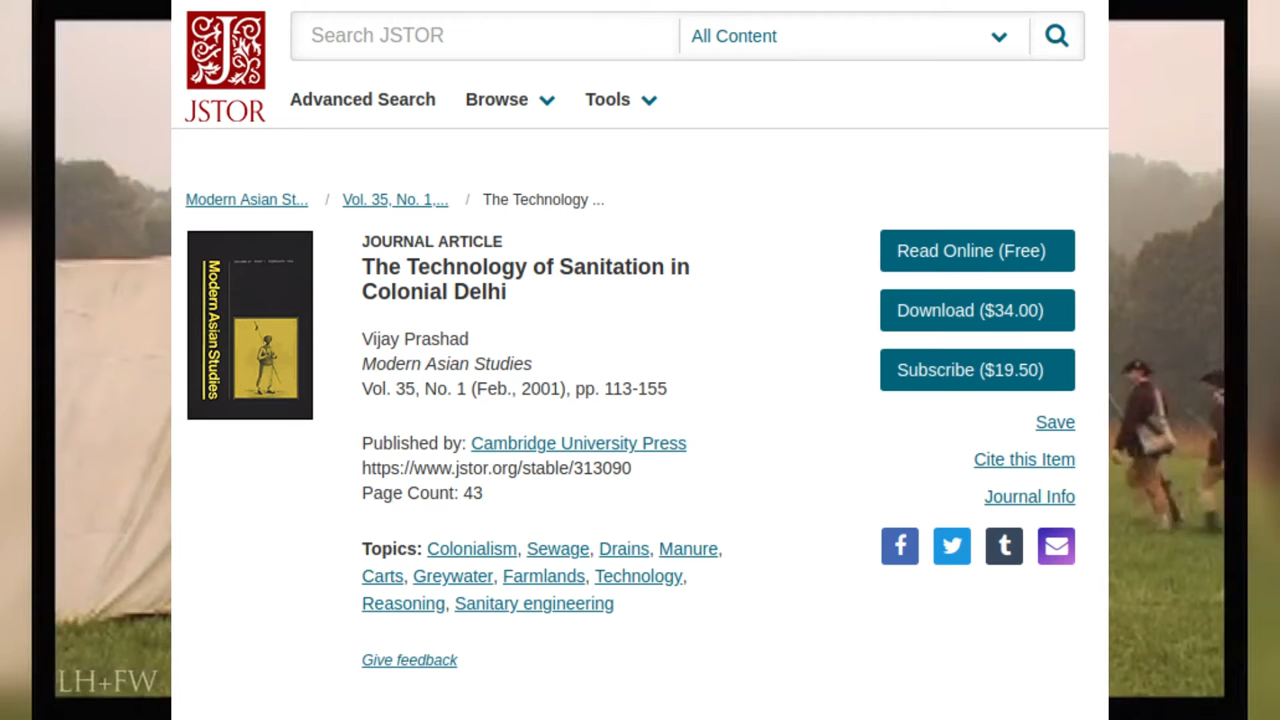 JSTOR
Search JSTOR
All Content
Advanced Search
Browse
Tools
Modern Asian St... / Vol. 35, No. 1,... / The Technology ...
Modern Asian Studies
JOURNAL ARTICLE
The Technology of Sanitation in
Colonial Delhi
Vijay Prashad
Modern Asian Studies
Vol. 35, No. 1 (Feb., 2001), pp. 113-155
Published by: Cambridge University Press
https://www.jstor.org/stable/313090
Page Count: 43
Topics: Colonialism, Sewage, Drains, Manure,
Carts, Greywater, Farmlands, Technology,
Reasoning, Sanitary engineering
Give feedback
Read Online (Free)
Download ($34.00)
Subscribe ($19.50)
Save
Cite this Item
Journal Info
LH+FW